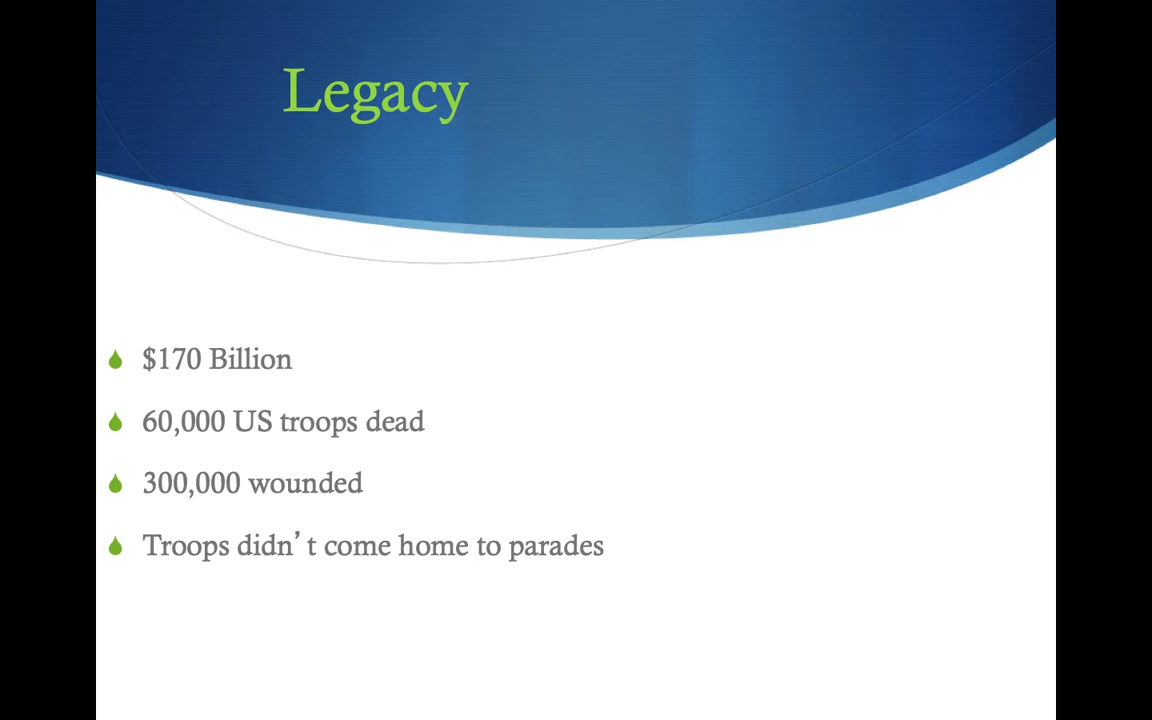 Legacy
$170 Billion
60,000 US troops dead
300,000 wounded
Troops didn’t come home to parades